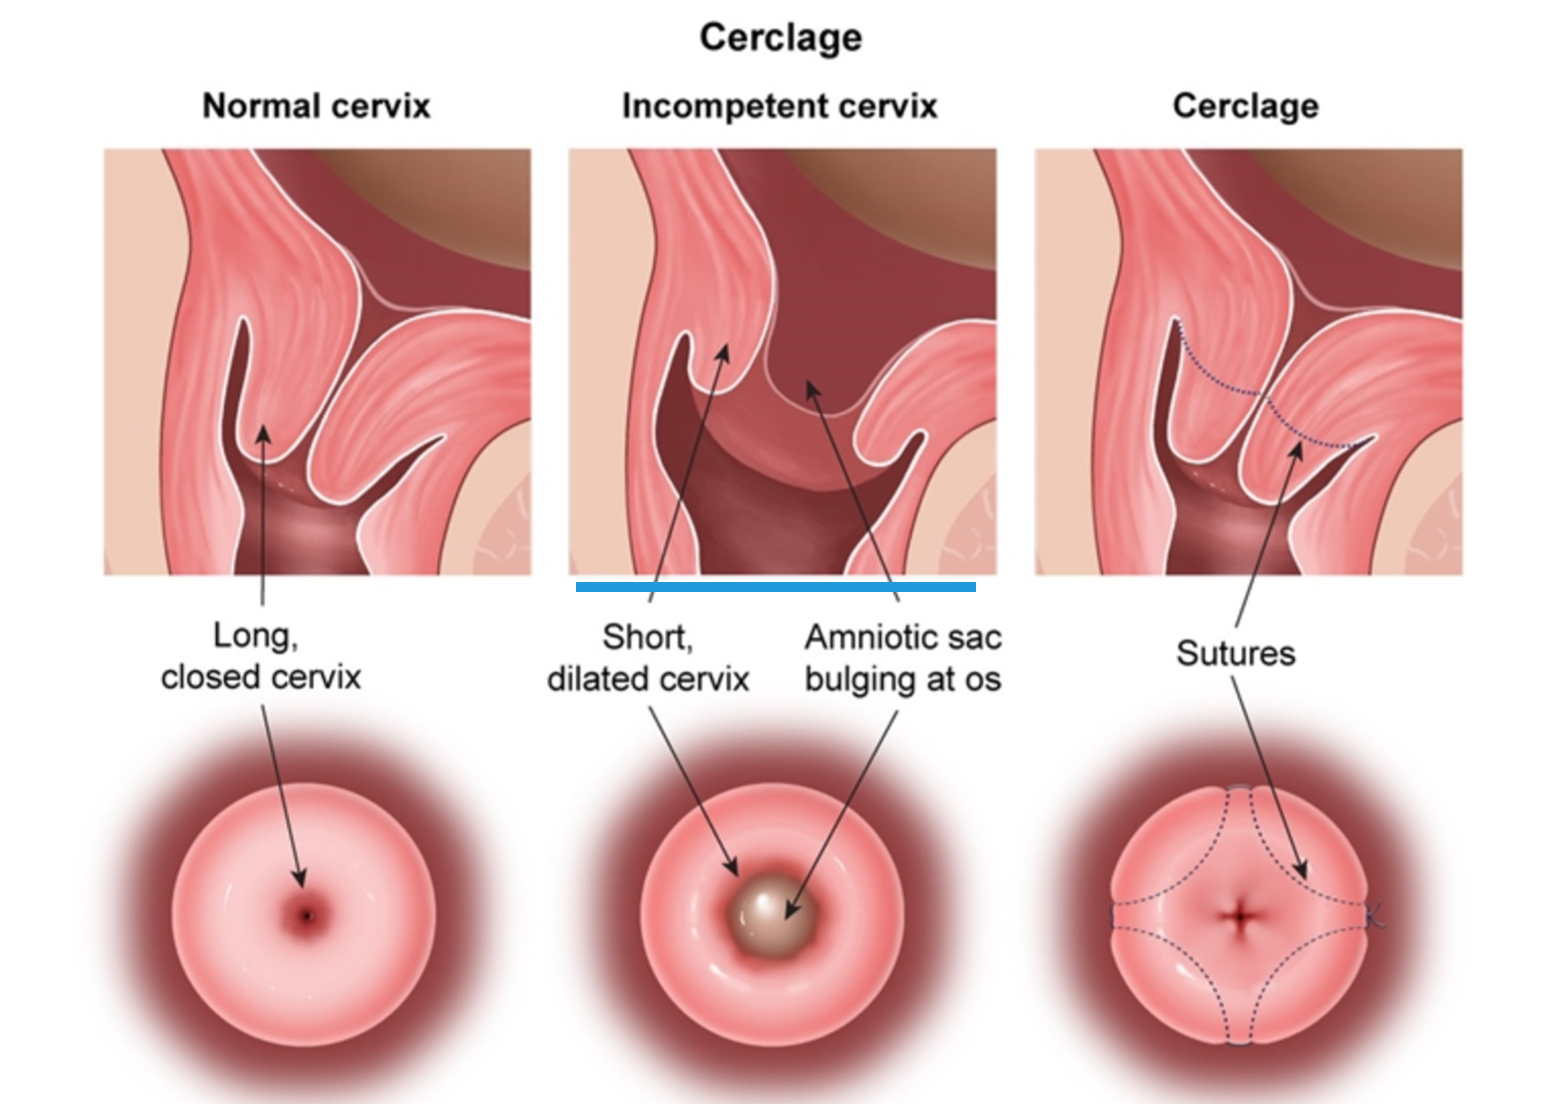 Cerclage
Normal cervix
Incompetent cervix
Cerclage
Long,
closed cervix
Short,
dilated cervix
Amniotic sac
bulging at os
Sutures